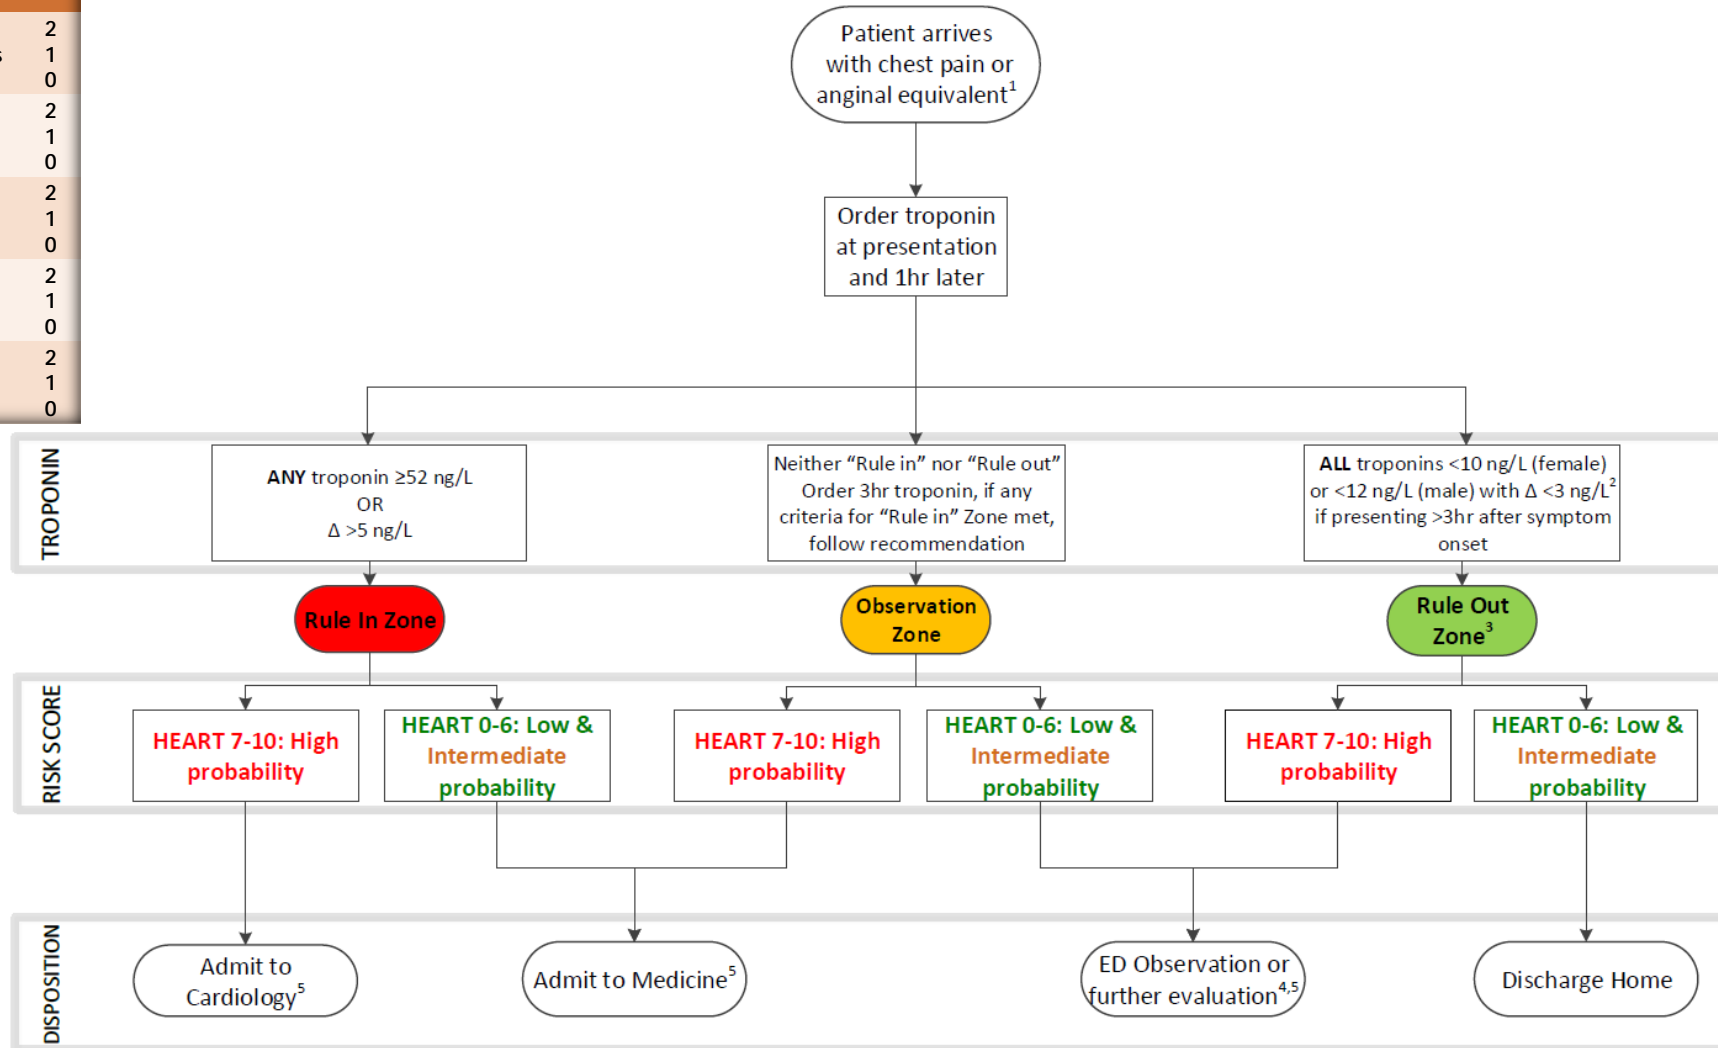 2
s 1
0
2
1
0
2
1
0
2
1
0
2
1
0
Patient arrives
with chest pain or
anginal equivalent1
Order troponin
at presentation
and 1hr later
TROPONIN
ANY troponin ≥52 ng/L
OR
Δ >5 ng/L
Neither “Rule in” nor “Rule out”
Order 3hr troponin, if any
criteria for “Rule in” Zone met,
follow recommendation
ALL troponins <10 ng/L (female)
or <12 ng/L (male) with Δ <3 ng/L2
if presenting >3hr after symptom
onset
Rule In Zone
Observation
Zone
Rule Out
Zone3
RISK SCORE
HEART 7-10: High
probability
HEART 0-6: Low &
Intermediate
probability
HEART 7-10: High
probability
HEART 0-6: Low &
Intermediate
probability
HEART 7-10: High
probability
HEART 0-6: Low &
Intermediate
probability
DISPOSITION
Admit to
Cardiology5
Admit to Medicine5
ED Observation or
further evaluation4,5
Discharge Home